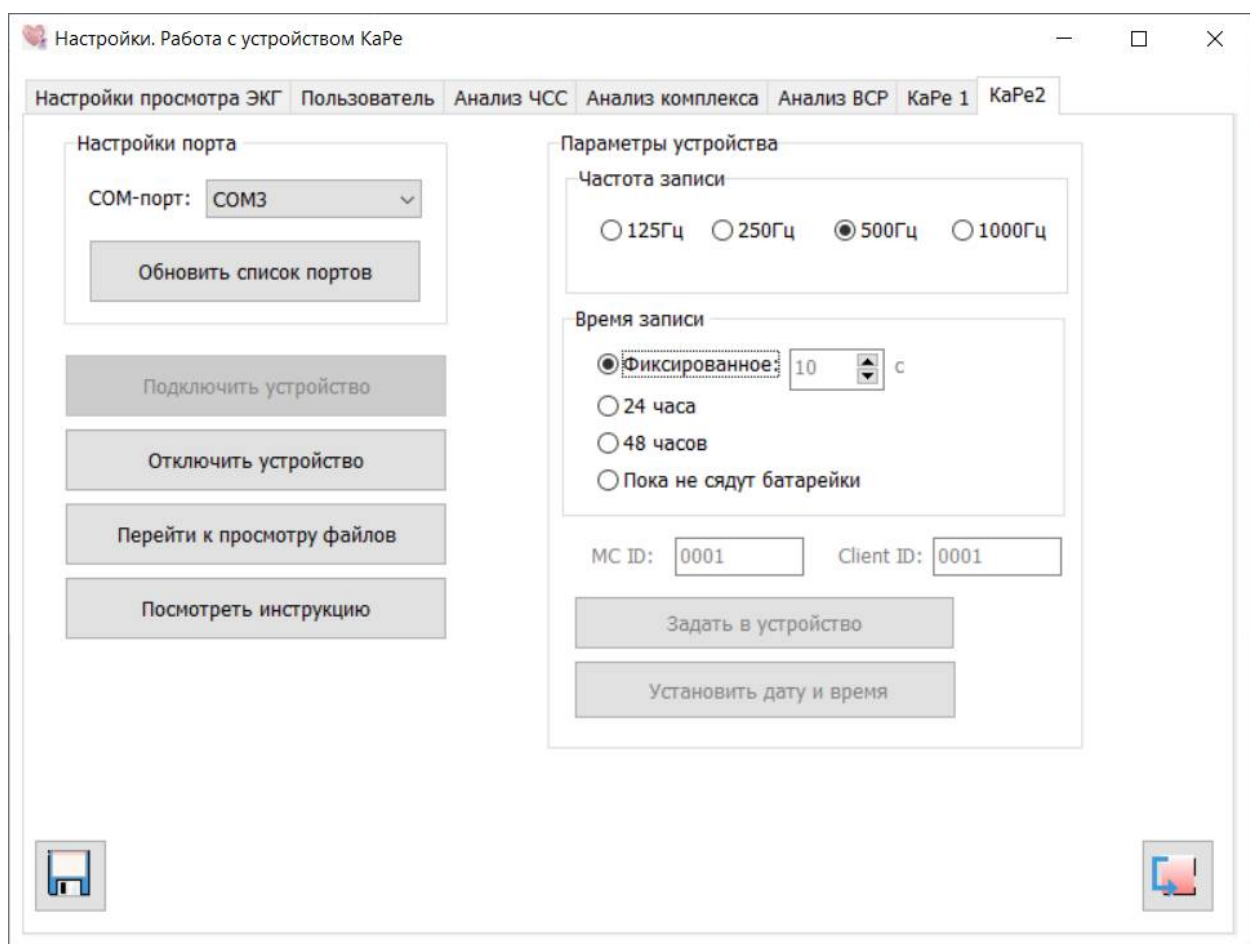 Настройки. Работа с устройством КаРе
Настройки просмотра ЭКГ Пользователь Анализ ЧСС Анализ комплекса Анализ ВСР КаРе 1 КаРе2
Настройки порта
COM-порт: COM3
Обновить список портов
Подключить устройство
Отключить устройство
Перейти к просмотру файлов
Посмотреть инструкцию
Параметры устройства
Частота записи
125Гц 250Гц 500Гц 1000Гц
Время записи
Фиксированное: 10 с
24 часа
48 часов
Пока не сядут батарейки
MC ID: 0001 Client ID: 0001
Задать в устройство
Установить дату и время